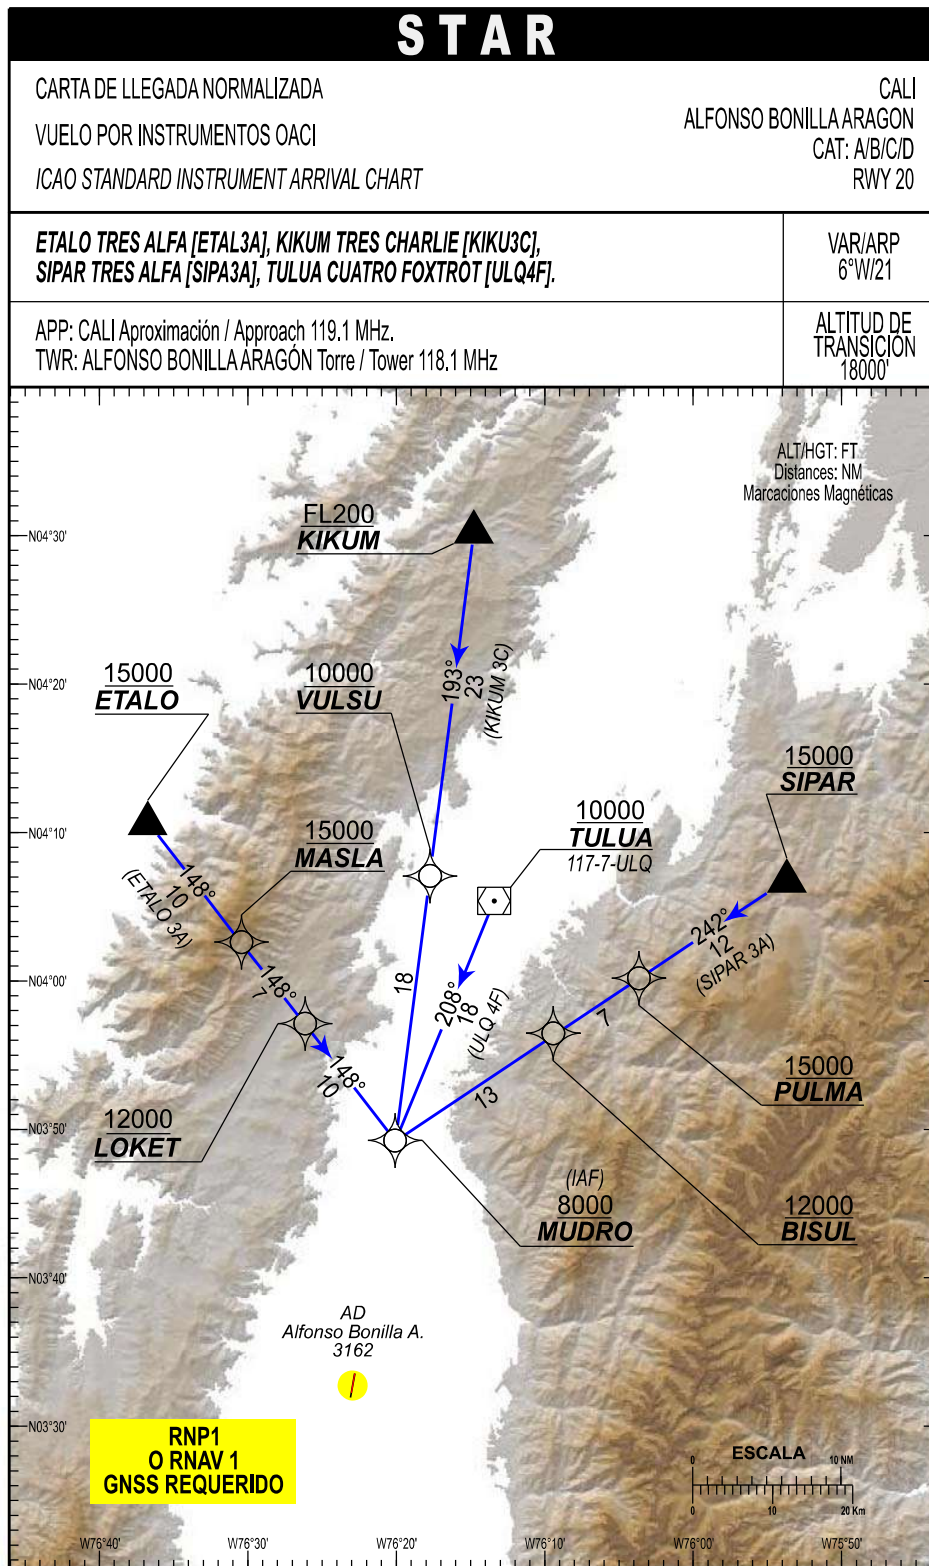 STAR
CARTA DE LLEGADA NORMALIZADA
VUELO POR INSTRUMENTOS OACI
ICAO STANDARD INSTRUMENT ARRIVAL CHART
CALI
ALFONSO BONILLA ARAGON
CAT: A/B/C/D
RWY 20
ETALO TRES ALFA [ETAL3A], KIKUM TRES CHARLIE [KIKU3C],
SIPAR TRES ALFA [SIPA3A], TULUA CUATRO FOXTROT [ULQ4F].
VAR/ARP
6°W/21
APP: CALI Aproximación / Approach 119.1 MHz.
TWR: ALFONSO BONILLA ARAGÓN Torre / Tower 118.1 MHz
ALTITUD DE
TRANSICIÓN
18000'
ALT/HGT: FT
Distances: NM
Marcaciones Magnéticas
FL200
KIKUM
N04°30'
193°
23
(KIKUM 3C)
15000
ETALO
10000
VULSU
N04°20'
15000
SIPAR
10000
TULUA
117-7-ULQ
15000
MASLA
N04°10'
148°
10
(ETALO 3A)
242°
12
(SIPAR 3A)
N04°00'
148°
7
18
208°
18
(ULQ 4F)
7
148°
10
13
15000
PULMA
12000
LOKET
N03°50'
(IAF)
8000
MUDRO
12000
BISUL
N03°40'
AD
Alfonso Bonilla A.
3162
N03°30'
RNP1
O RNAV 1
GNSS REQUERIDO
ESCALA
0
10 NM
0
10
20 Km
W76°40'
W76°30'
W76°20'
W76°10'
W76°00'
W75°50'